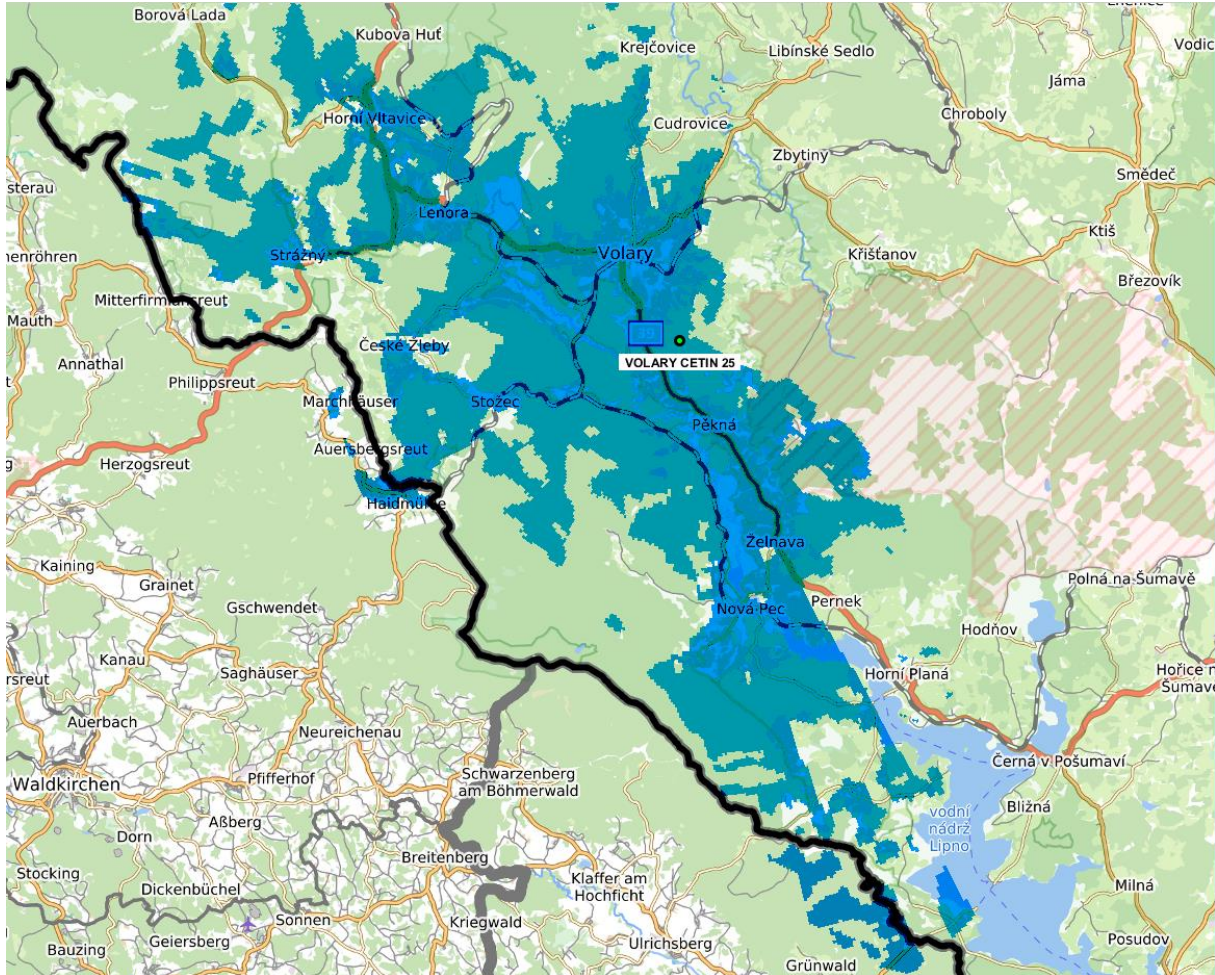 Borová Lada
Kubova Huť
Krejčovice
Libínské Sedlo
Vodic
Jáma
Chroboly
Horní Vltavice
Cudrovice
Zbytiny
Smědeč
sterau
Lenora
Ktiš
Strážný
Volary
Křišťanov
Březovík
nenröhren
Mitterfirmiansreut
Mauth
Annathal
České Žleby
39
VOLARY CETIN 25
Philippsreut
Marchhäuser
Stožec
Pěkná
Auersbergsreut
Herzogsreut
Haidmühle
Želnava
Kaining
Grainet
Gschwendet
Nová Pec
Pernek
Polná na Šumavě
Hodňov
Kanau
Saghäuser
Horní Planá
Hořice n
Šumavě
ersreut
Auerbach
Neureichenau
Waldkirchen
Pfifferhof
Schwarzenberg
am Böhmerwald
Černá v Pošumaví
Aßberg
Bližná
Dorn
vodní
nádrž
Lipno
Breitenberg
Klaffer am
Hochficht
Stocking
Dickenbüchel
Milná
Sonnen
Kriegwald
Geiersberg
Ulrichsberg
Bauzing
Posudov
Grünwald